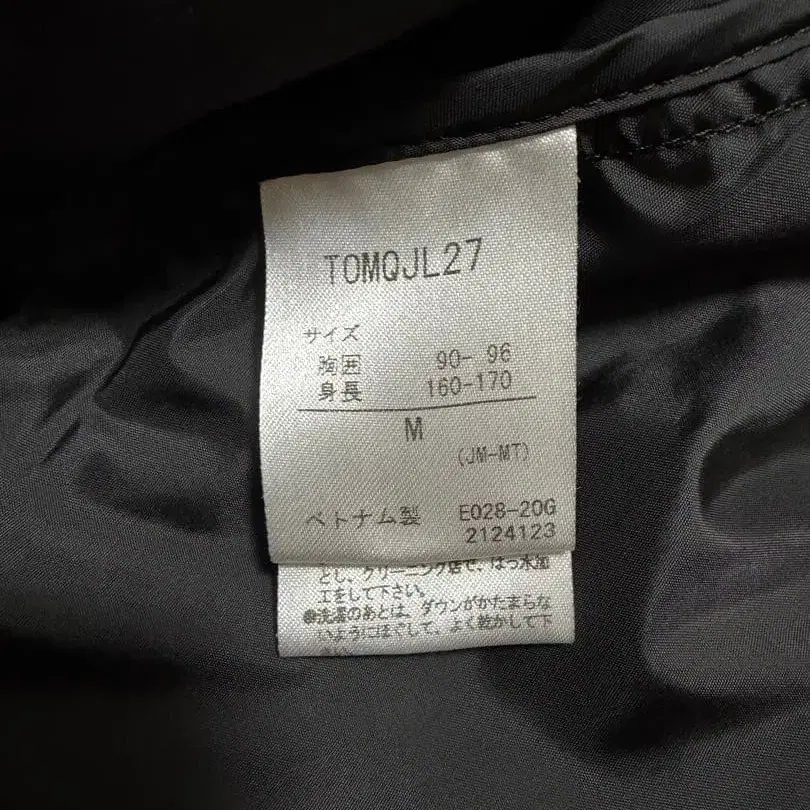 TOMQJL27
サイズ
胸囲 90- 96
身長 160-170
M
(JM-MT)
ベトナム製 E028-20G
2124123
とし、クリーニング店で、はっ水加
工をして下さい。
●洗濯のあとは、ダウンがかたまらな
いようにほぐして、よく乾かして下
さい。